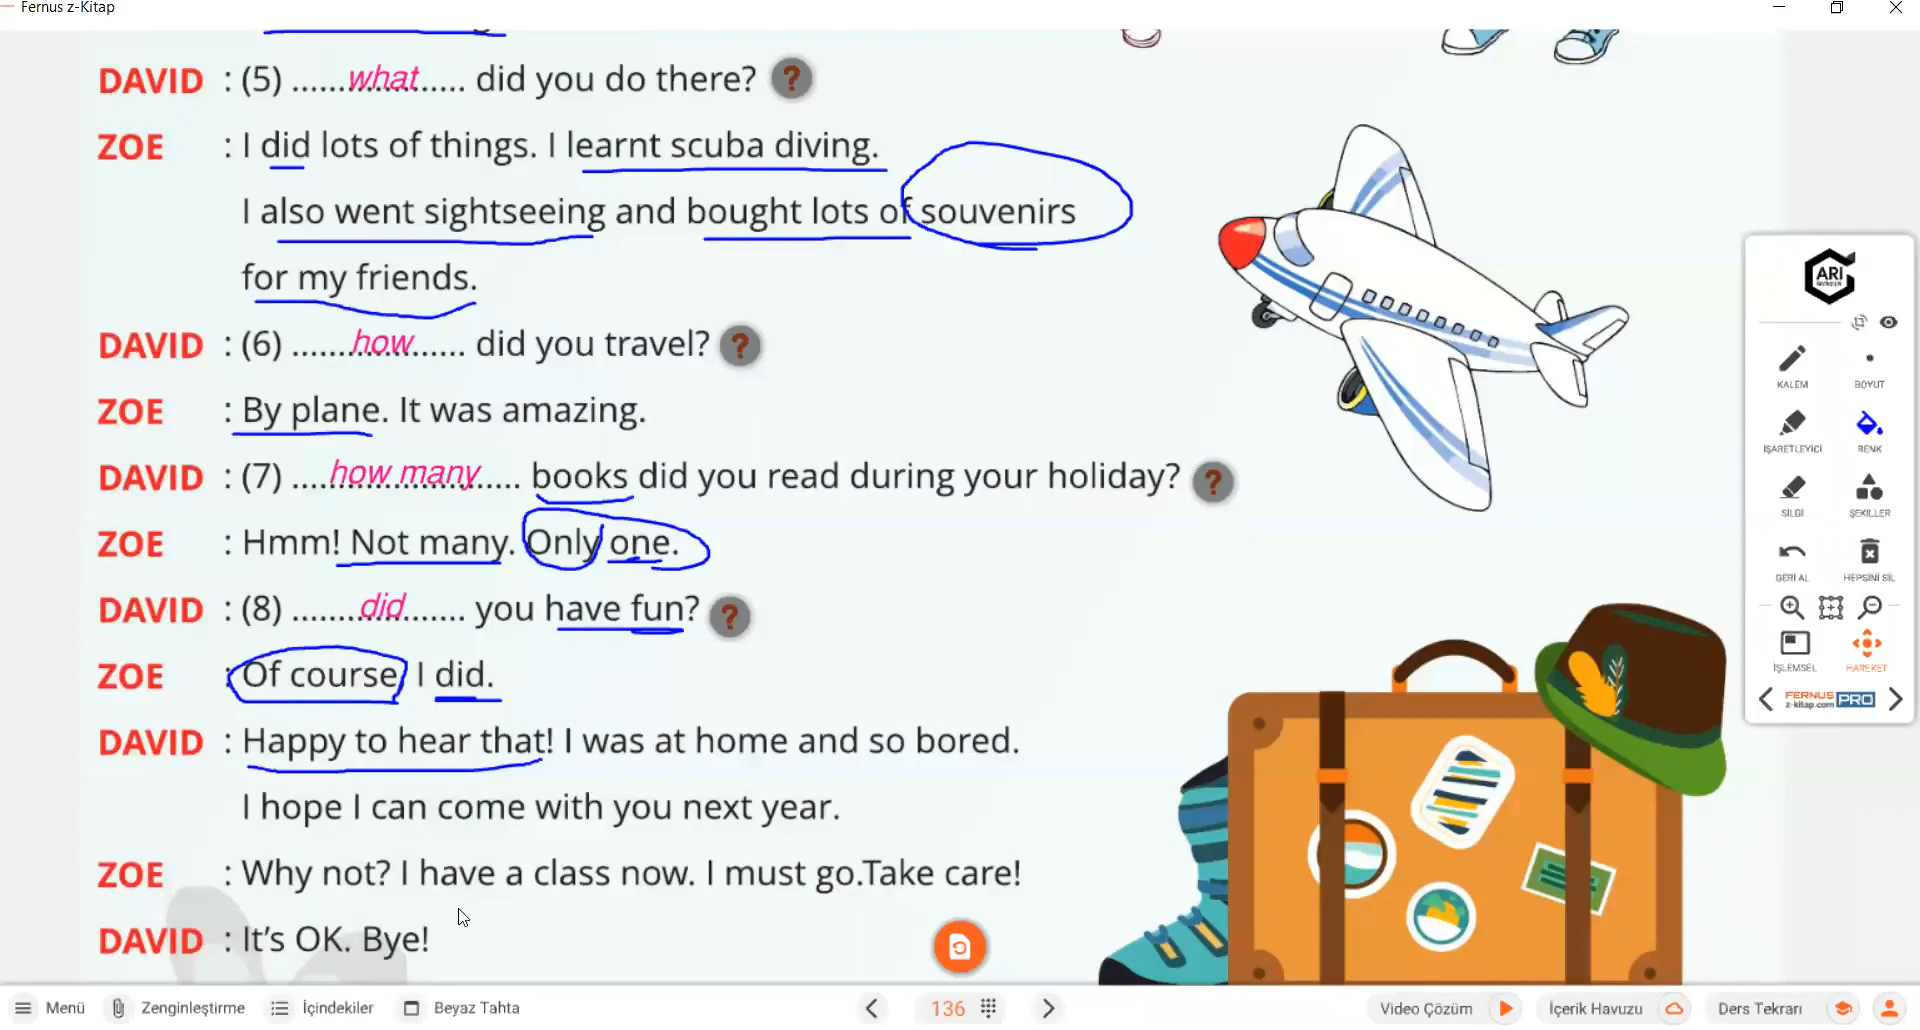 Fernus z-Kitap
DAVID : (5) ......what...... did you do there? ?
ZOE : I did lots of things. I learnt scuba diving.
I also went sightseeing and bought lots of souvenirs
for my friends.
DAVID : (6) ......how...... did you travel? ?
ZOE : By plane. It was amazing.
DAVID : (7) ....how many.... books did you read during your holiday? ?
ZOE : Hmm! Not many. Only one.
DAVID : (8) ......did...... you have fun? ?
ZOE : Of course I did.
DAVID : Happy to hear that! I was at home and so bored.
I hope I can come with you next year.
ZOE : Why not? I have a class now. I must go.Take care!
DAVID : It's OK. Bye!
ARI
KALEM BOYUT
İŞARETLEYİCİ RENK
SİLGİ ŞEKİLLER
GERİ AL HEPSİNİ SİL
İŞLEMSEL HAREKET
FERNUS PRO
z-kitap.com
Menü Zenginleştirme İçindekiler Beyaz Tahta 136 Video Çözüm İçerik Havuzu Ders Tekrarı